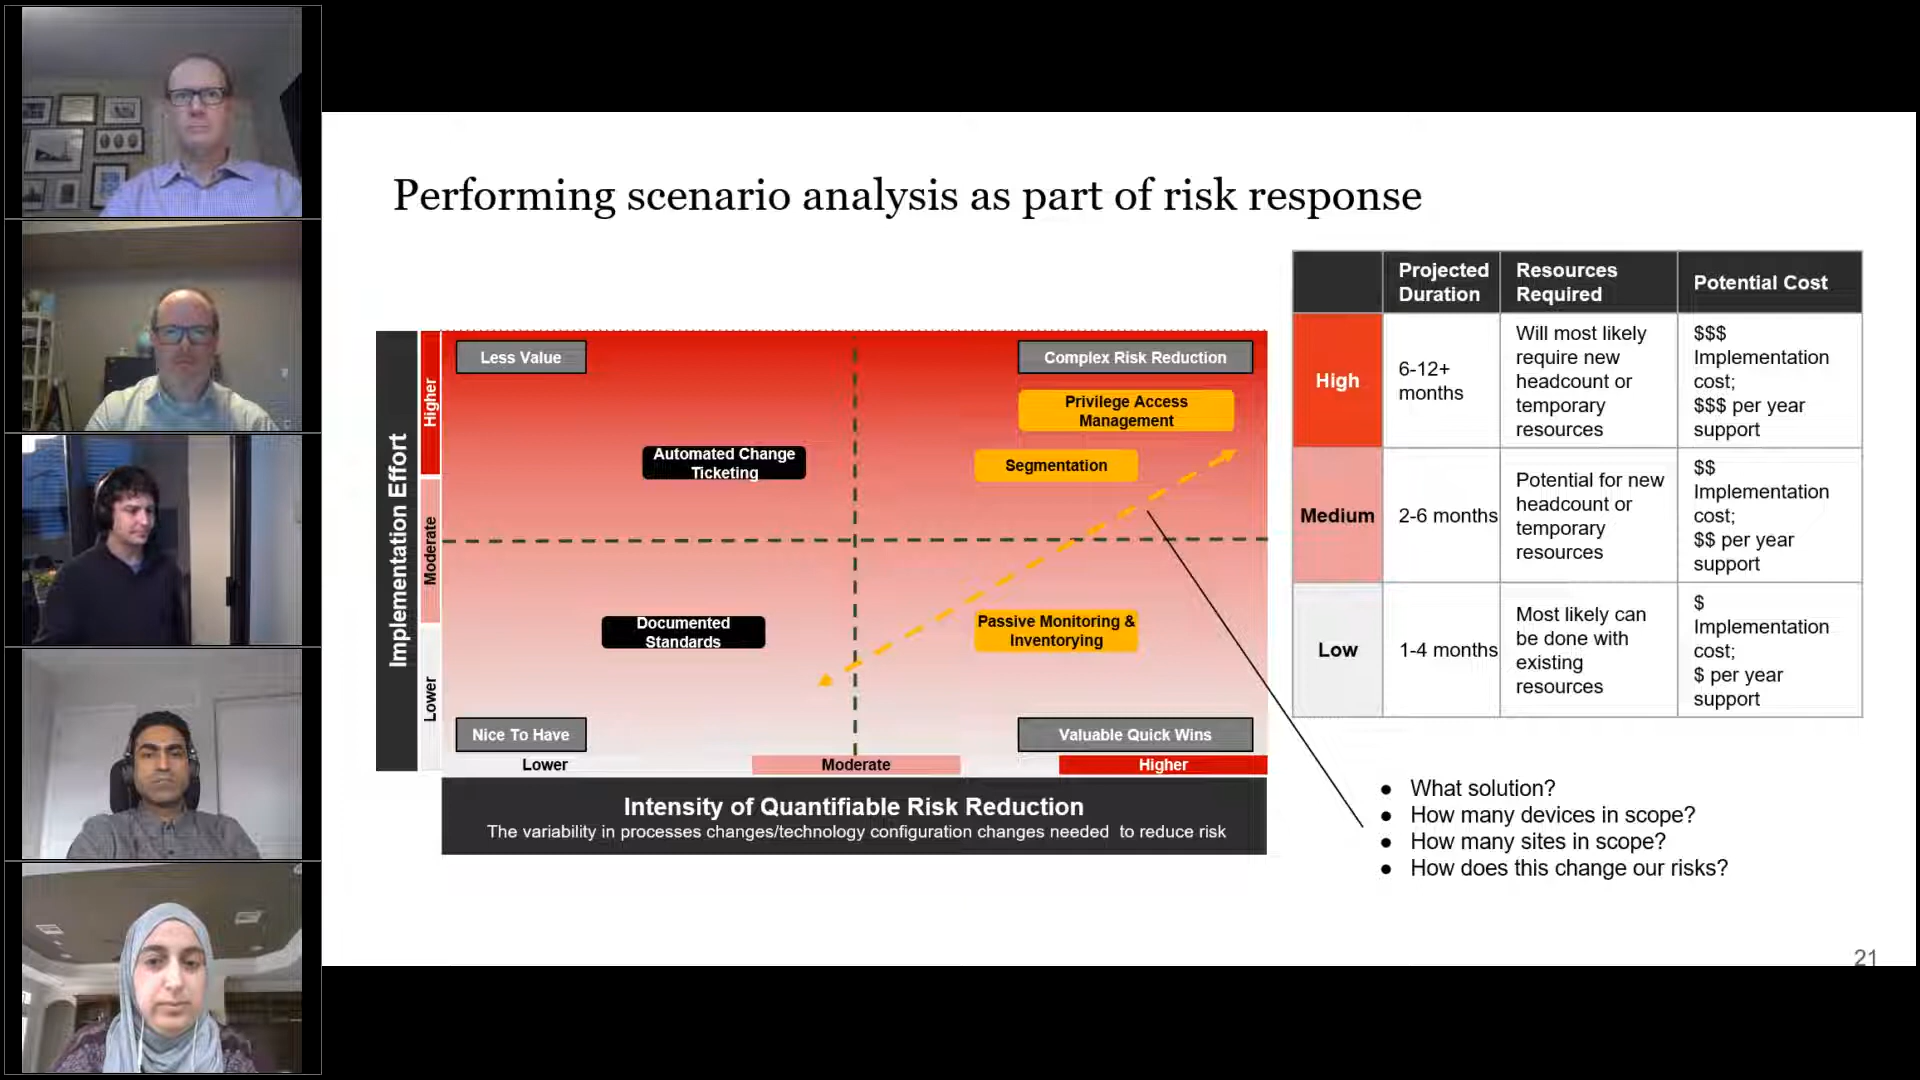 Performing scenario analysis as part of risk response
Implementation Effort
Higher
Moderate
Lower
Less Value
Complex Risk Reduction
Privilege Access
Management
Automated Change
Ticketing
Segmentation
Documented
Standards
Passive Monitoring &
Inventorying
Nice To Have
Valuable Quick Wins
Lower
Moderate
Higher
Intensity of Quantifiable Risk Reduction
The variability in processes changes/technology configuration changes needed  to reduce risk
Projected
Duration
Resources
Required
Potential Cost
High
6-12+
months
Will most likely
require new
headcount or
temporary
resources
$$$
Implementation
cost;
$$$ per year
support
Medium
2-6 months
Potential for new
headcount or
temporary
resources
$$
Implementation
cost;
$$ per year
support
Low
1-4 months
Most likely can
be done with
existing
resources
$
Implementation
cost;
$ per year
support
● What solution?
● How many devices in scope?
● How many sites in scope?
● How does this change our risks?
21